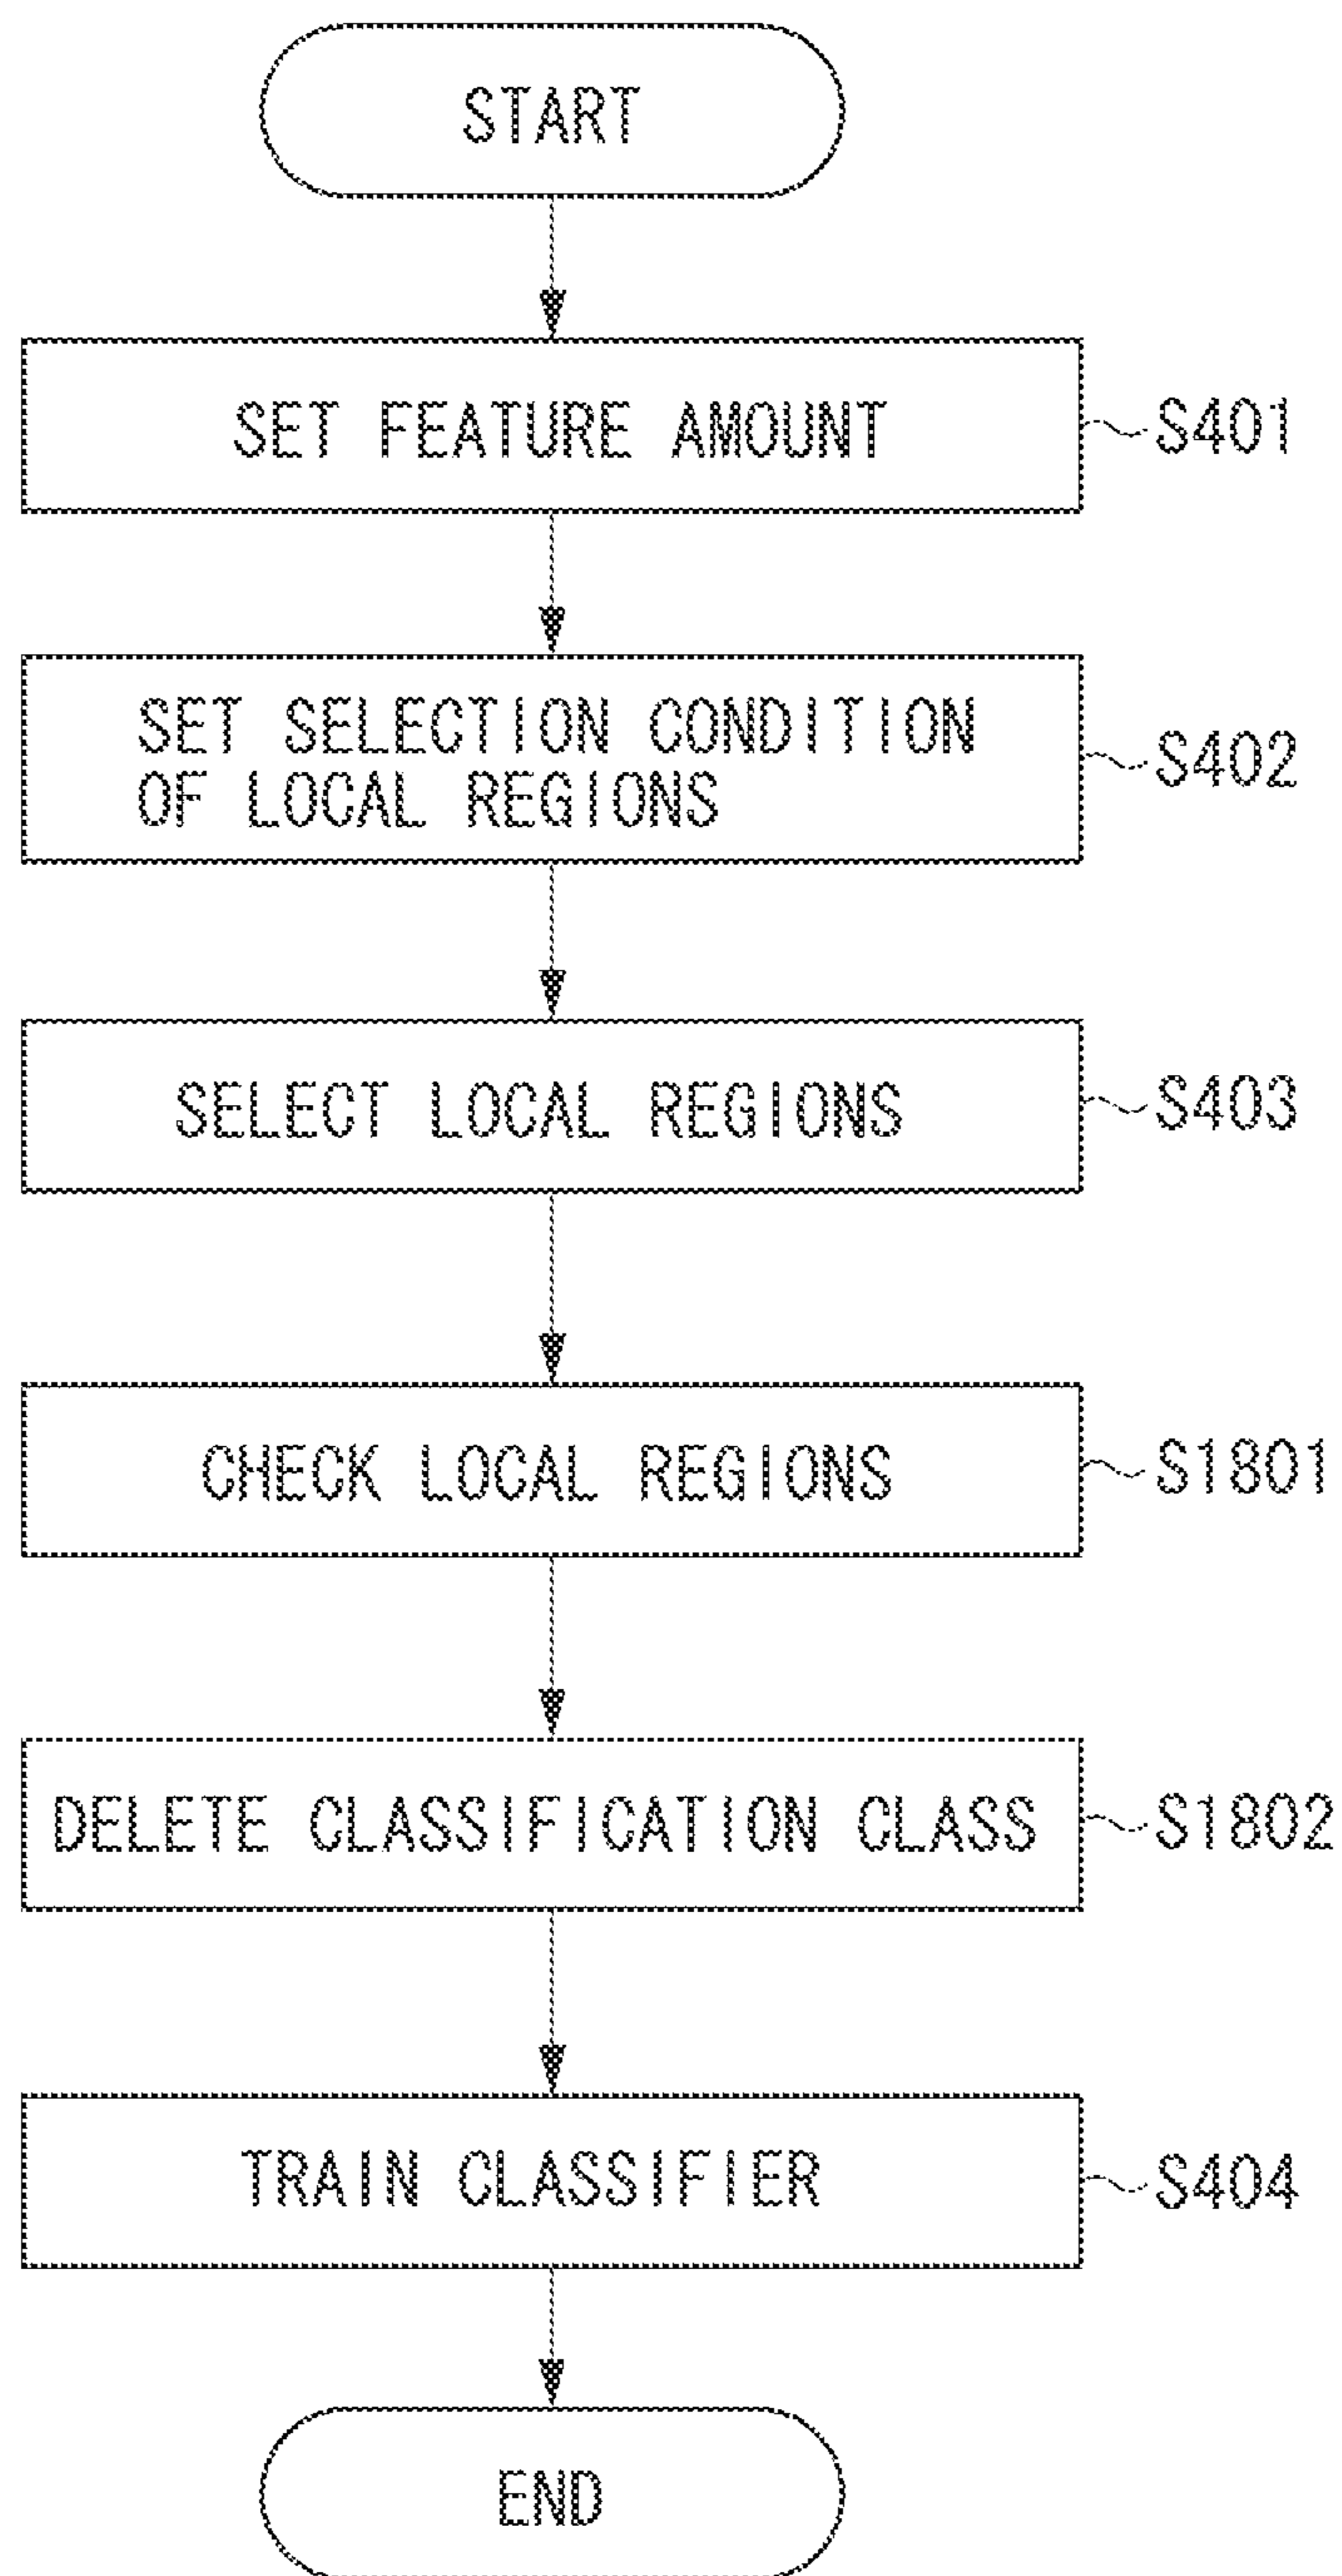 START
SET FEATURE AMOUNT
S401
SET SELECTION CONDITION
OF LOCAL REGIONS
S402
SELECT LOCAL REGIONS
S403
CHECK LOCAL REGIONS
S1801
DELETE CLASSIFICATION CLASS
S1802
TRAIN CLASSIFIER
S404
END